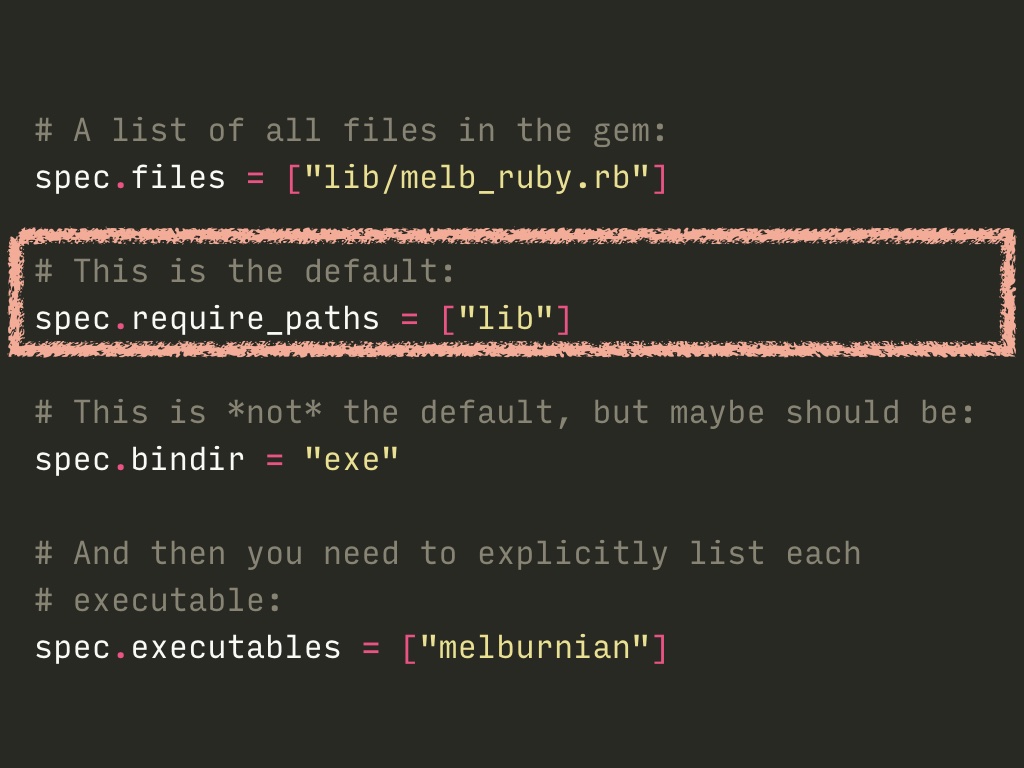 # A list of all files in the gem:
spec.files = ["lib/melb_ruby.rb"]
# This is the default:
spec.require_paths = ["lib"]
# This is *not* the default, but maybe should be:
spec.bindir = "exe"
# And then you need to explicitly list each
# executable:
spec.executables = ["melburnian"]